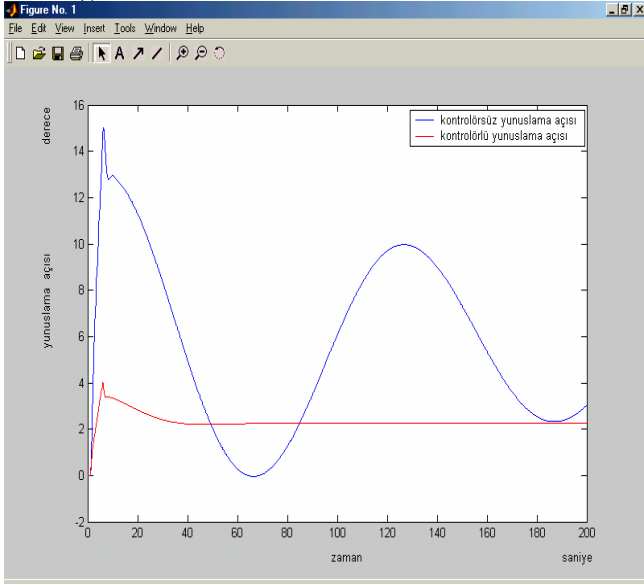 Figure No. 1
File Edit View Insert Tools Window Help
A
derece
yunuslama açısı
kontrolörsüz yunuslama açısı
kontrolörlü yunuslama açısı
16
14
12
10
8
6
4
2
0
-2
0 20 40 60 80 100 120 140 160 180 200
zaman saniye